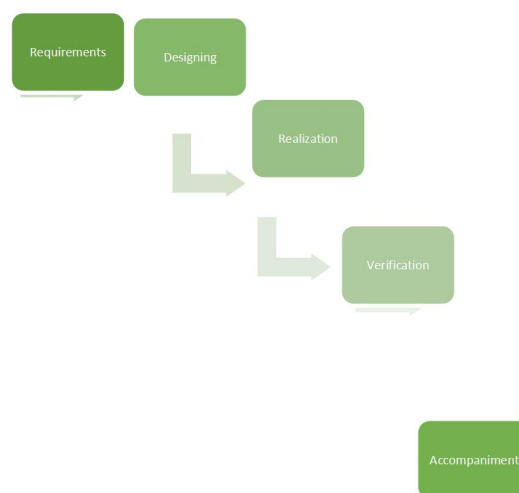 Requirements
Designing
Realization
Verification
Accompaniment